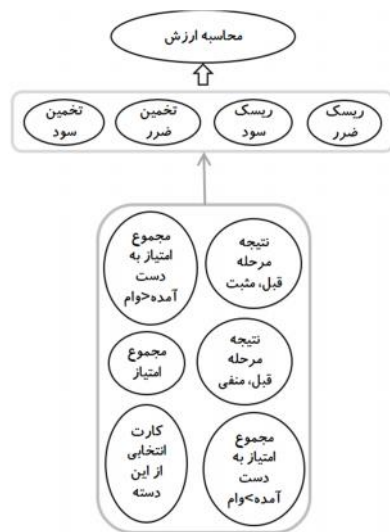 محاسبه ارزش
ریسک
ضرر
ریسک
سود
تخمین
ضرر
تخمین
سود
نتیجه
مرحله
قبل، مثبت
مجموع
امتیاز به
دست
آمده<وام
نتیجه
مرحله
قبل، منفی
مجموع
امتیاز
مجموع
امتیاز به
دست
آمده>وام
کارت
انتخابی
از این
دسته